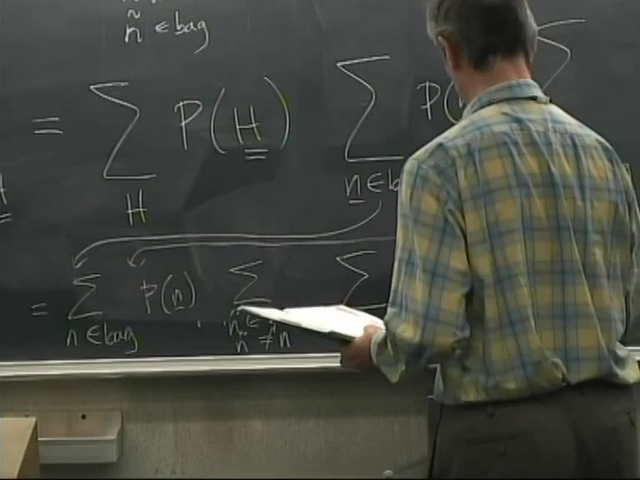 ñ ∈ bag
= ∑ P(H) ∑ P(
H n ∈ b
= ∑ P(n) ∑ ∑
n ∈ bag ñ ∈
ñ ≠ n